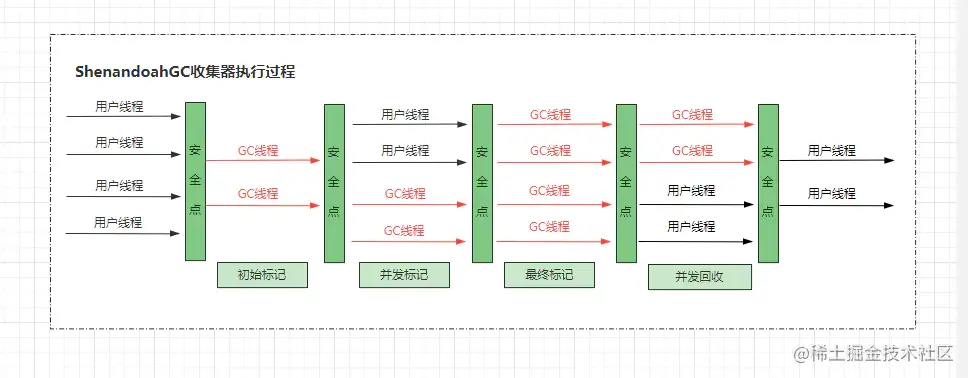 ShenandoahGC收集器执行过程
用户线程
用户线程
用户线程
用户线程
安全点
GC线程
GC线程
初始标记
安全点
用户线程
用户线程
GC线程
GC线程
并发标记
安全点
GC线程
GC线程
GC线程
GC线程
最终标记
安全点
GC线程
GC线程
用户线程
用户线程
并发回收
安全点
用户线程
用户线程
@稀土掘金技术社区